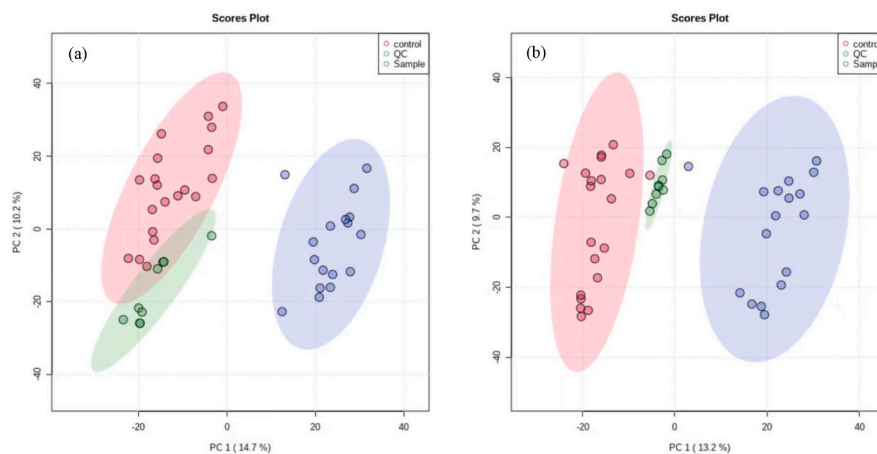 Scores Plot
(a)
control
QC
Sample
40
20
0
-20
-40
PC 2 ( 10.2 %)
-20
0
20
40
PC 1 ( 14.7 %)
Scores Plot
(b)
control
QC
Sample
40
20
0
-20
-40
PC 2 ( 9.7 %)
-20
0
20
40
PC 1 ( 13.2 %)